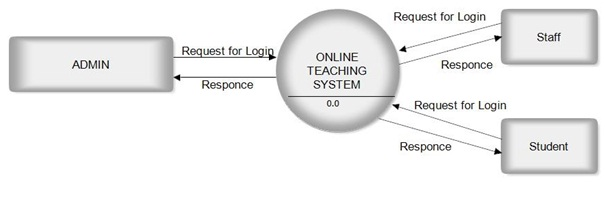 ADMIN
Request for Login
Responce
ONLINE
TEACHING
SYSTEM
0.0
Request for Login
Responce
Staff
Request for Login
Responce
Student